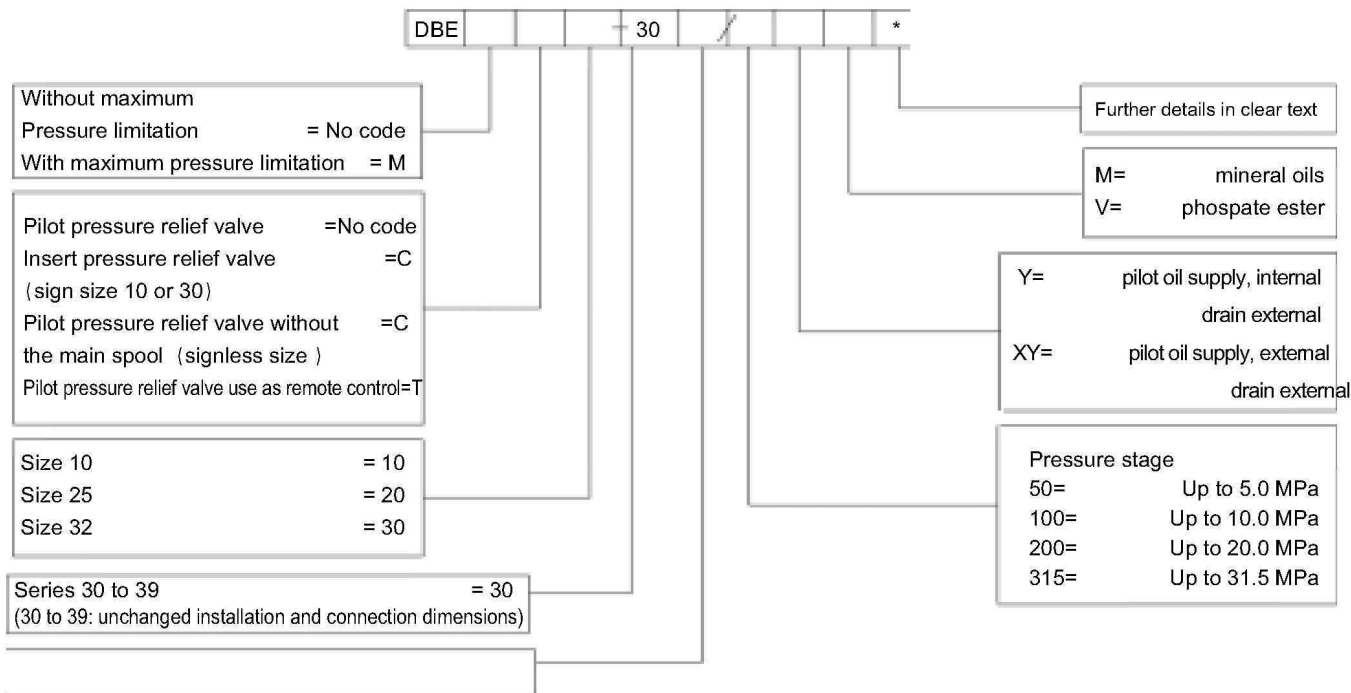 DBE – 30 / *
Without maximum
Pressure limitation = No code
With maximum pressure limitation = M
Pilot pressure relief valve =No code
Insert pressure relief valve =C
(sign size 10 or 30)
Pilot pressure relief valve without =C
the main spool (signless size )
Pilot pressure relief valve use as remote control=T
Size 10 = 10
Size 25 = 20
Size 32 = 30
Series 30 to 39 = 30
(30 to 39: unchanged installation and connection dimensions)
Further details in clear text
M= mineral oils
V= phospate ester
Y= pilot oil supply, internal
drain external
XY= pilot oil supply, external
drain external
Pressure stage
50= Up to 5.0 MPa
100= Up to 10.0 MPa
200= Up to 20.0 MPa
315= Up to 31.5 MPa